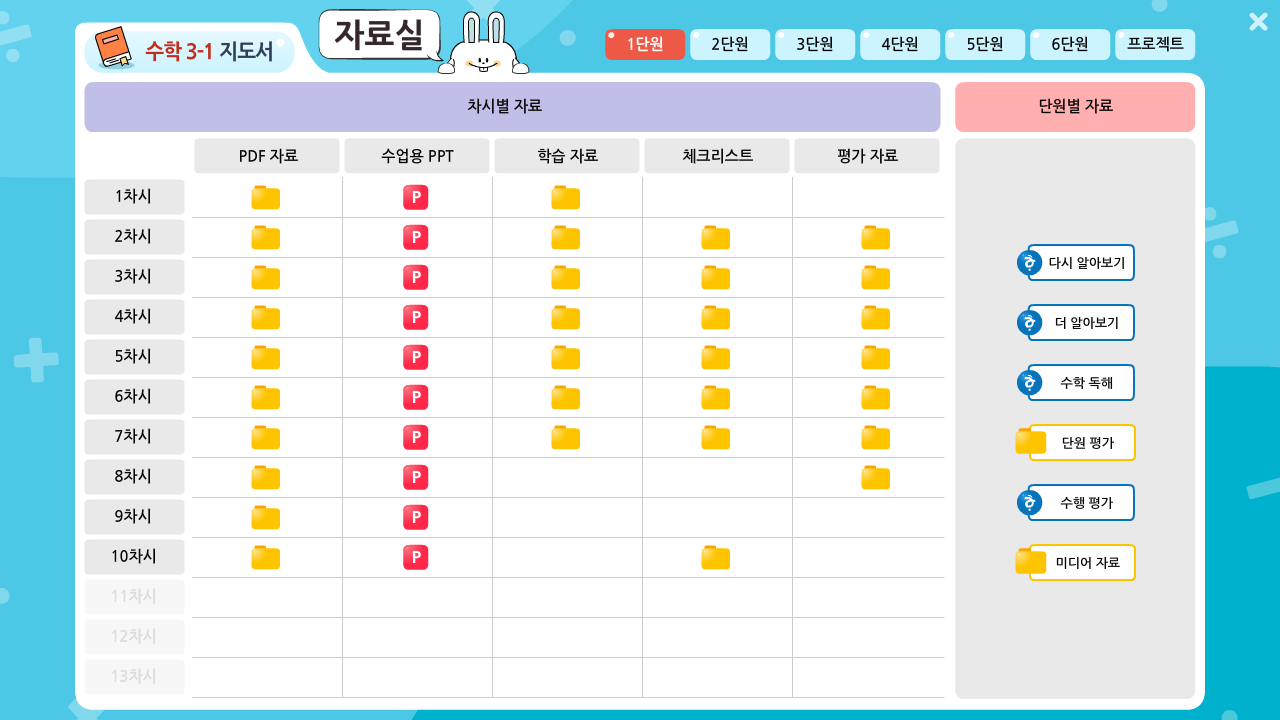 수학 3-1 지도서
자료실
1단원 2단원 3단원 4단원 5단원 6단원 프로젝트
차시별 자료 단원별 자료
PDF 자료 수업용 PPT 학습 자료 체크리스트 평가 자료
1차시 P
2차시 P
3차시 P
4차시 P
5차시 P
6차시 P
7차시 P
8차시 P
9차시 P
10차시 P
11차시
12차시
13차시
다시 알아보기
더 알아보기
수학 독해
단원 평가
수행 평가
미디어 자료